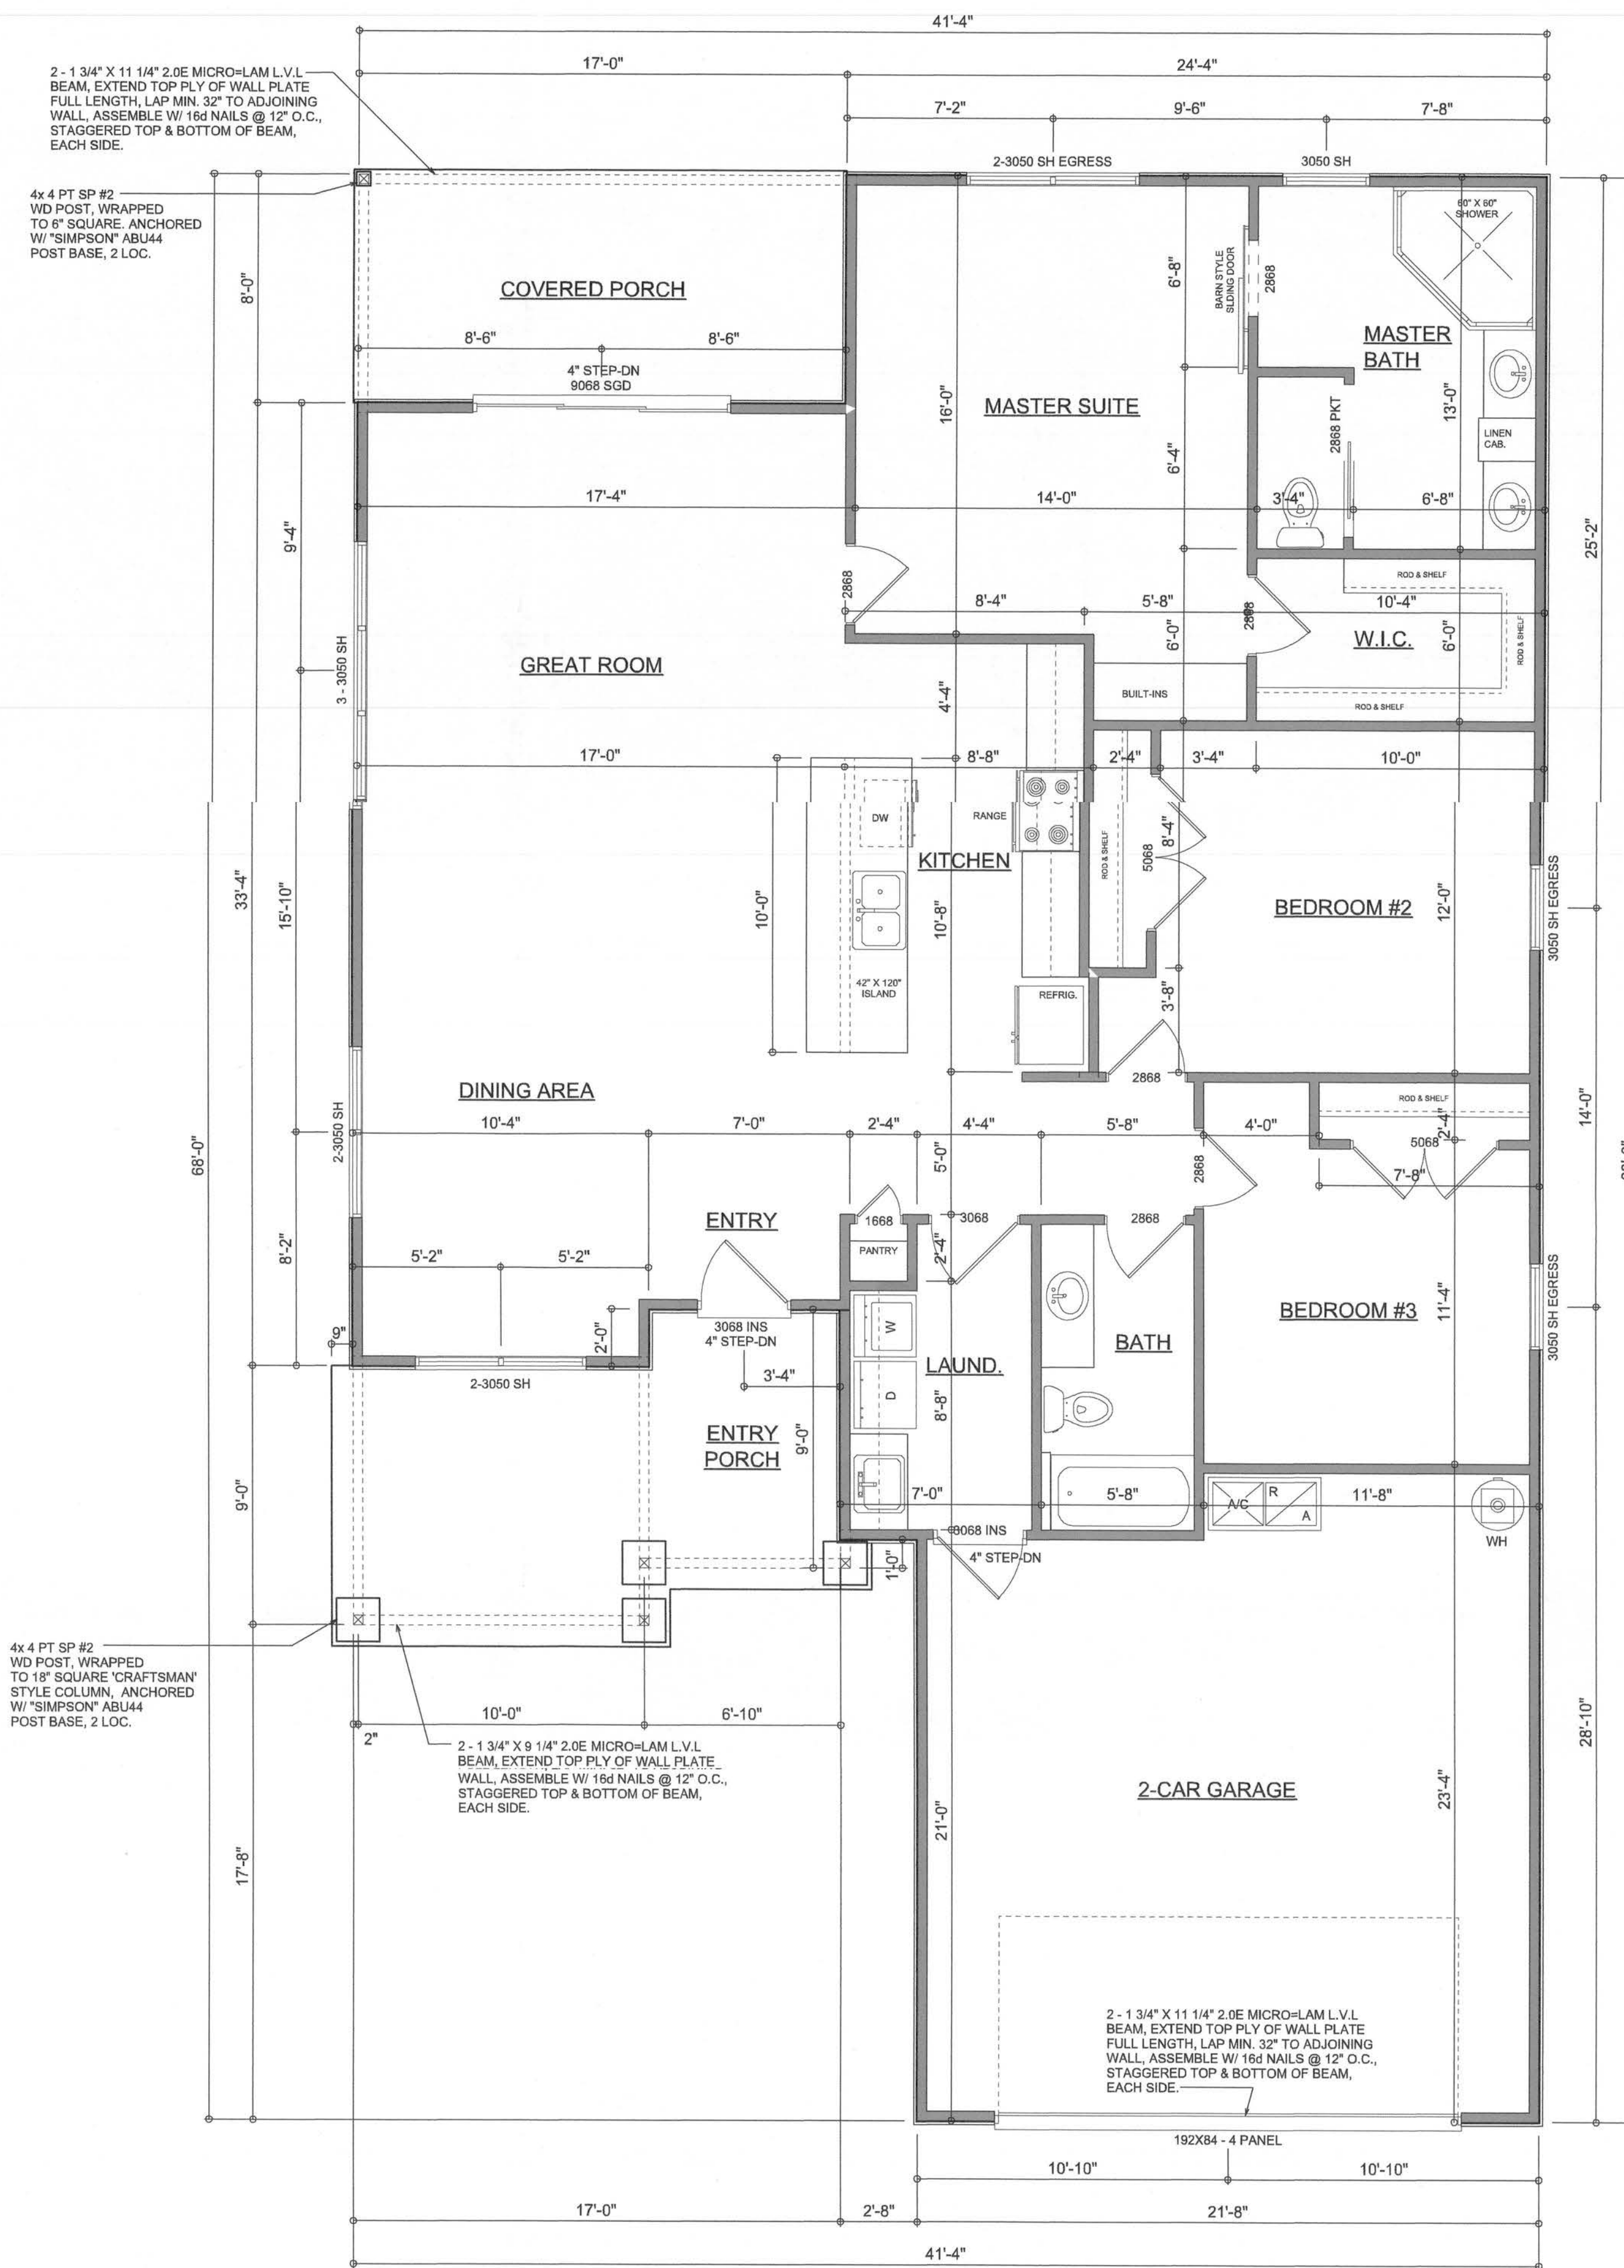 41'-4"
17'-0"
24'-4"
7'-2"
9'-6"
7'-8"
2 - 1 3/4" X 11 1/4" 2.0E MICRO=LAM L.V.L
BEAM, EXTEND TOP PLY OF WALL PLATE
FULL LENGTH, LAP MIN. 32" TO ADJOINING
WALL, ASSEMBLE W/ 16d NAILS @ 12" O.C.,
STAGGERED TOP & BOTTOM OF BEAM,
EACH SIDE.
2-3050 SH EGRESS
3050 SH
4x 4 PT SP #2
WD POST, WRAPPED
TO 6" SQUARE. ANCHORED
W/ "SIMPSON" ABU44
POST BASE, 2 LOC.
60" X 60"
SHOWER
8'-0"
COVERED PORCH
8'-6"
8'-6"
4" STEP-DN
9068 SGD
6'-8"
BARN STYLE
SLDING DOOR
2868
MASTER
BATH
16'-0"
MASTER SUITE
13'-0"
2868 PKT
LINEN
CAB.
6'-4"
17'-4"
14'-0"
3'-4"
6'-8"
9'-4"
25'-2"
2868
8'-4"
5'-8"
10'-4"
ROD & SHELF
2868
6'-0"
W.I.C.
6'-0"
ROD & SHELF
3 - 3050 SH
GREAT ROOM
4'-4"
BUILT-INS
ROD & SHELF
17'-0"
8'-8"
2'-4"
3'-4"
10'-0"
DW
RANGE
KITCHEN
ROD & SHELF
5068
8'-4"
33'-4"
15'-10"
10'-0"
10'-8"
BEDROOM #2
12'-0"
3050 SH EGRESS
42" X 120"
ISLAND
REFRIG.
3'-8"
2868
DINING AREA
2-3050 SH
68'-0"
10'-4"
7'-0"
2'-4"
4'-4"
5'-8"
4'-0"
ROD & SHELF
2'-4"
5068
7'-8"
14'-0"
5'-0"
2868
ENTRY
1668
3068
2868
PANTRY
2'-4"
8'-2"
5'-2"
5'-2"
9"
2'-0"
3068 INS
4" STEP-DN
2-3050 SH
3'-4"
W
D
LAUND.
8'-8"
BATH
BEDROOM #3
11'-4"
3050 SH EGRESS
ENTRY
PORCH
9'-0"
9'-0"
7'-0"
5'-8"
11'-8"
A/C
R
A
WH
3068 INS
4" STEP-DN
1'-0"
4x 4 PT SP #2
WD POST, WRAPPED
TO 18" SQUARE 'CRAFTSMAN'
STYLE COLUMN, ANCHORED
W/ "SIMPSON" ABU44
POST BASE, 2 LOC.
10'-0"
6'-10"
2"
2 - 1 3/4" X 9 1/4" 2.0E MICRO=LAM L.V.L
BEAM, EXTEND TOP PLY OF WALL PLATE
WALL, ASSEMBLE W/ 16d NAILS @ 12" O.C.,
STAGGERED TOP & BOTTOM OF BEAM,
EACH SIDE.
28'-10"
2-CAR GARAGE
23'-4"
21'-0"
17'-8"
2 - 1 3/4" X 11 1/4" 2.0E MICRO=LAM L.V.L
BEAM, EXTEND TOP PLY OF WALL PLATE
FULL LENGTH, LAP MIN. 32" TO ADJOINING
WALL, ASSEMBLE W/ 16d NAILS @ 12" O.C.,
STAGGERED TOP & BOTTOM OF BEAM,
EACH SIDE.
192X84 - 4 PANEL
10'-10"
10'-10"
17'-0"
2'-8"
21'-8"
41'-4"